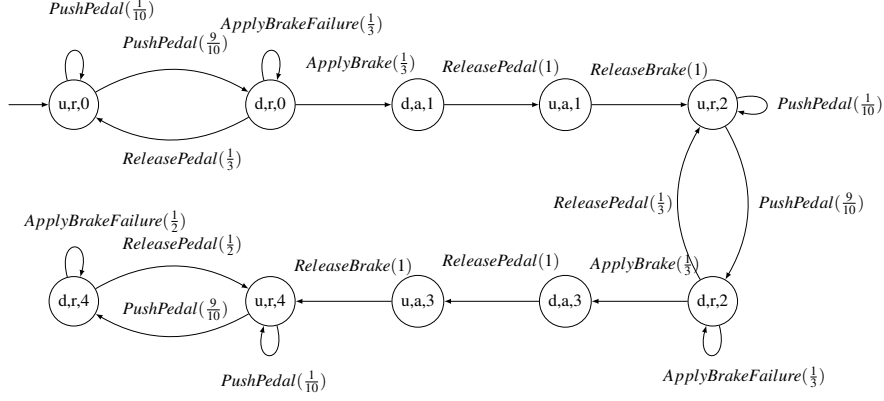 PushPedal(1/10)
ApplyBrakeFailure(1/3)
PushPedal(9/10)
ApplyBrake(1/3)
ReleasePedal(1)
ReleaseBrake(1)
u,r,0
d,r,0
d,a,1
u,a,1
u,r,2
PushPedal(1/10)
ReleasePedal(1/3)
ReleasePedal(1/3)
PushPedal(9/10)
ApplyBrakeFailure(1/2)
ReleasePedal(1/2)
ReleaseBrake(1)
ReleasePedal(1)
ApplyBrake(1/3)
d,r,4
PushPedal(9/10)
u,r,4
u,a,3
d,a,3
d,r,2
PushPedal(1/10)
ApplyBrakeFailure(1/3)